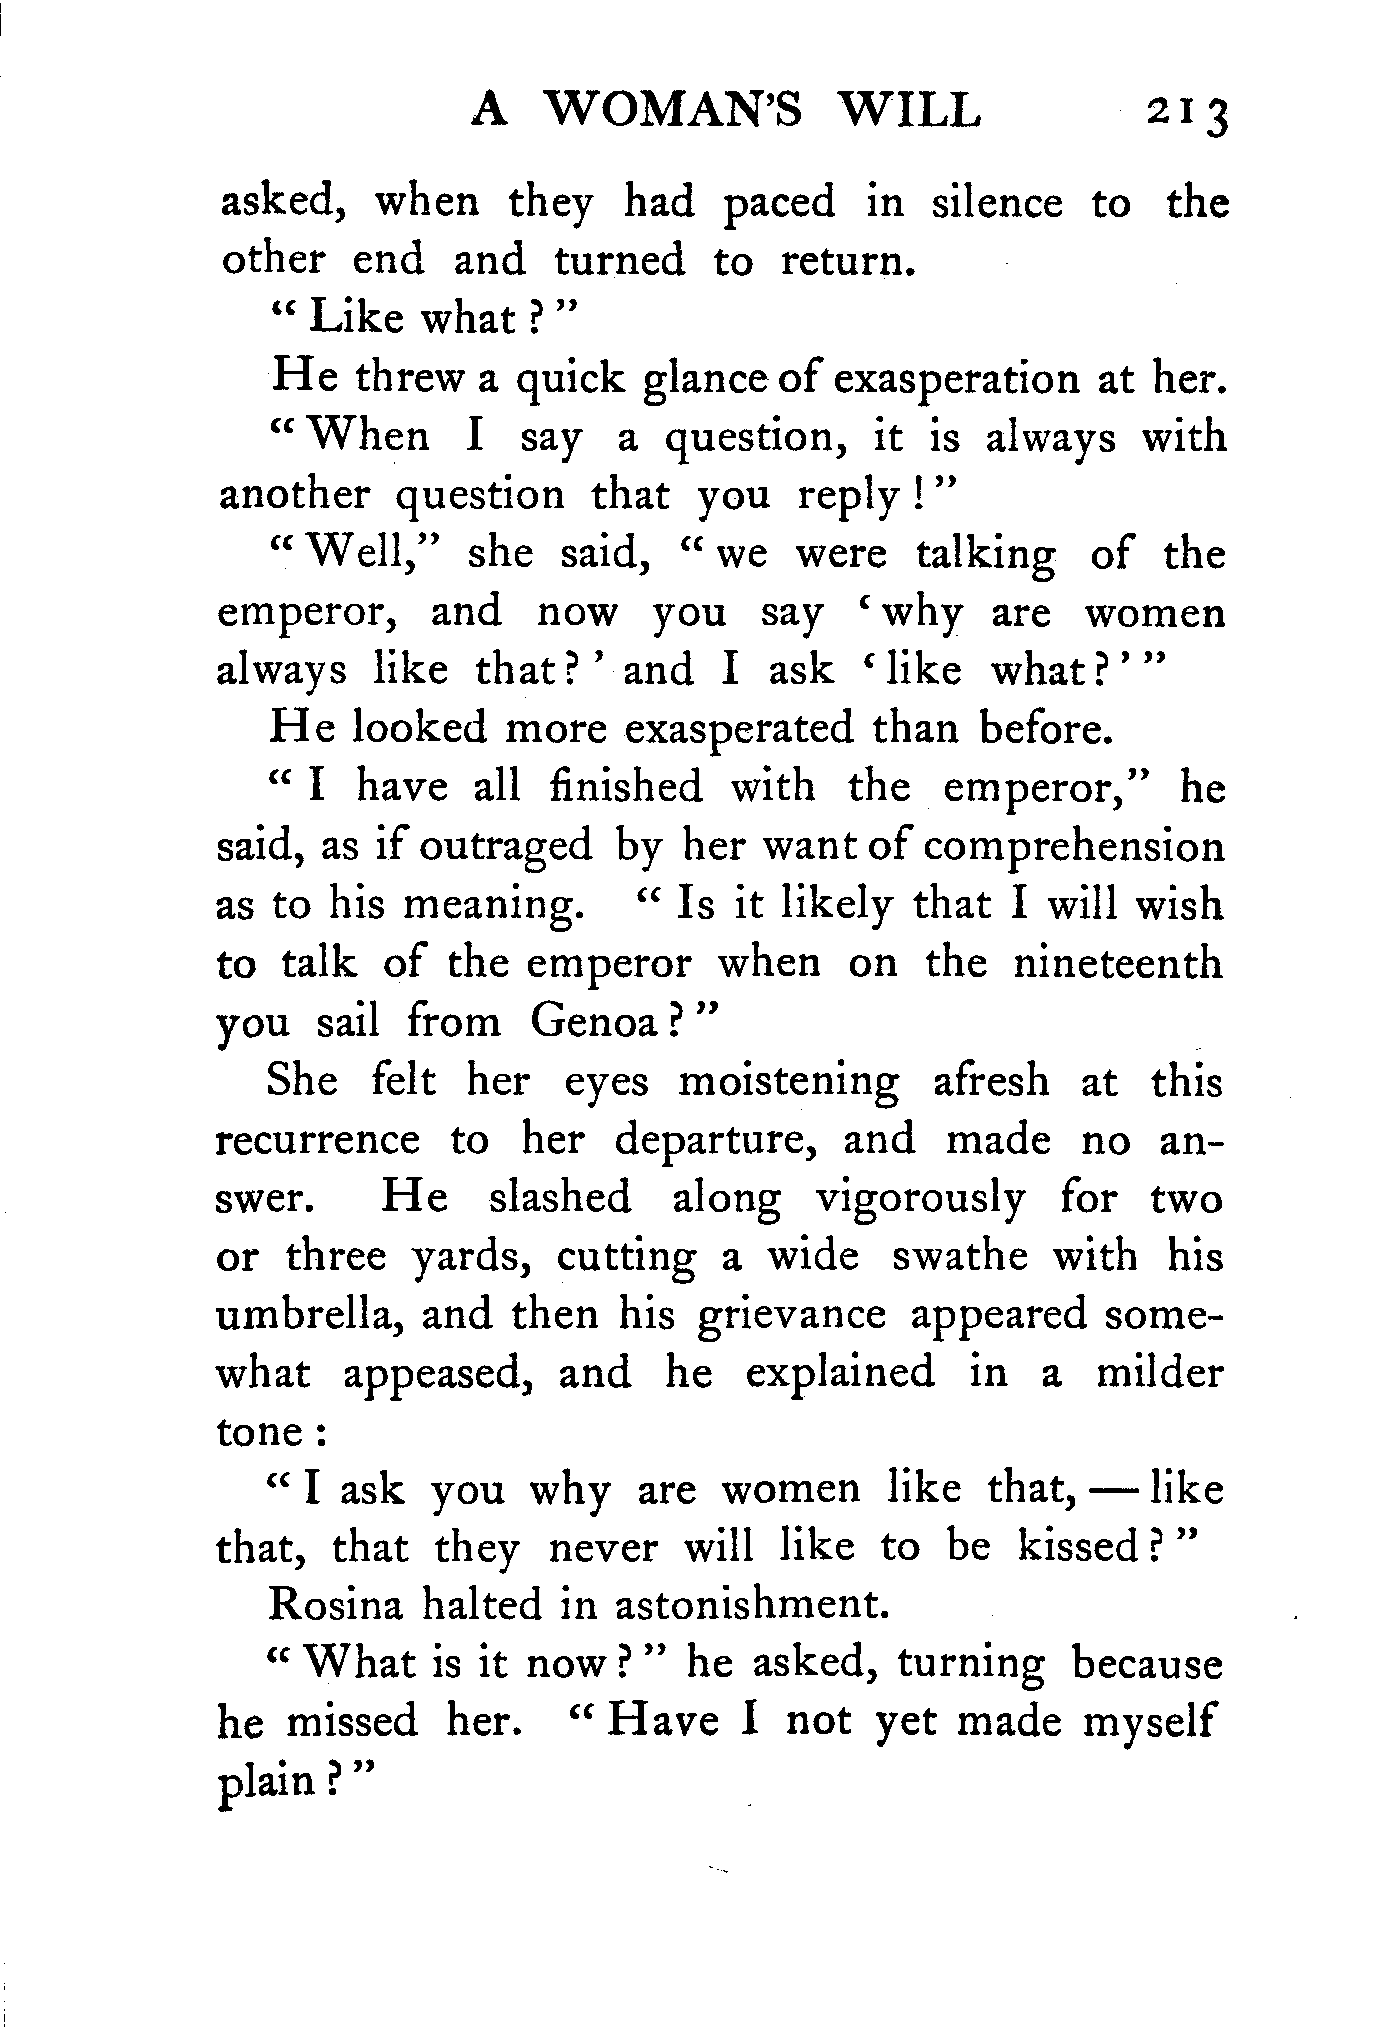 A WOMAN'S WILL 213
asked, when they had paced in silence to the
other end and turned to return.
“ Like what ? ”
He threw a quick glance of exasperation at her.
“ When I say a question, it is always with
another question that you reply ! ”
“ Well,” she said, “ we were talking of the
emperor, and now you say ‘ why are women
always like that ? ’ and I ask ‘ like what ? ’ ”
He looked more exasperated than before.
“ I have all finished with the emperor,” he
said, as if outraged by her want of comprehension
as to his meaning. “ Is it likely that I will wish
to talk of the emperor when on the nineteenth
you sail from Genoa ? ”
She felt her eyes moistening afresh at this
recurrence to her departure, and made no an-
swer. He slashed along vigorously for two
or three yards, cutting a wide swathe with his
umbrella, and then his grievance appeared some-
what appeased, and he explained in a milder
tone :
“ I ask you why are women like that, — like
that, that they never will like to be kissed ? ”
Rosina halted in astonishment.
“ What is it now ? ” he asked, turning because
he missed her. “ Have I not yet made myself
plain ? ”